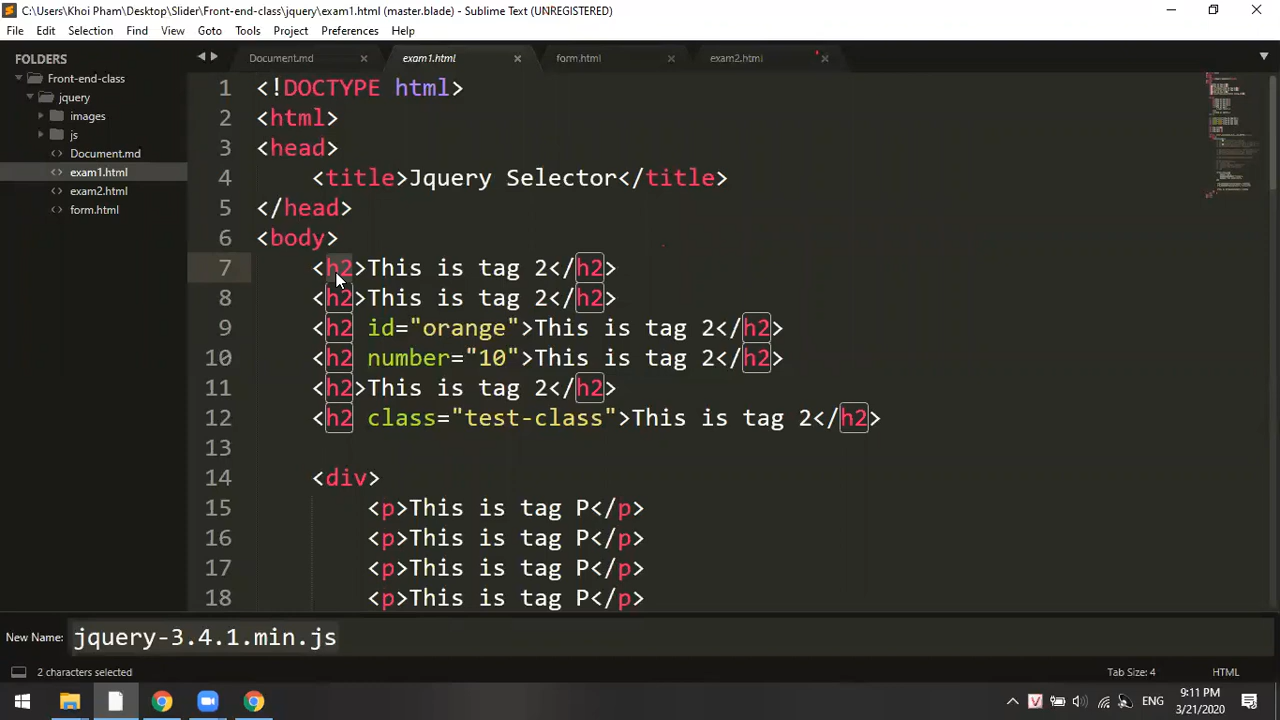 C:\Users\Khoi Pham\Desktop\Slider\Front-end-class\jquery\exam1.html (master.blade) - Sublime Text (UNREGISTERED)
File Edit Selection Find View Goto Tools Project Preferences Help
FOLDERS
Front-end-class
jquery
images
js
Document.md
exam1.html
exam2.html
form.html
Document.md exam1.html form.html exam2.html
1 <!DOCTYPE html>
2 <html>
3 <head>
4 <title>Jquery Selector</title>
5 </head>
6 <body>
7 <h2>This is tag 2</h2>
8 <h2>This is tag 2</h2>
9 <h2 id="orange">This is tag 2</h2>
10 <h2 number="10">This is tag 2</h2>
11 <h2>This is tag 2</h2>
12 <h2 class="test-class">This is tag 2</h2>
13
14 <div>
15 <p>This is tag P</p>
16 <p>This is tag P</p>
17 <p>This is tag P</p>
18 <p>This is tag P</p>
New Name: jquery-3.4.1.min.js
2 characters selected Tab Size: 4 HTML
V ENG 9:11 PM
3/21/2020